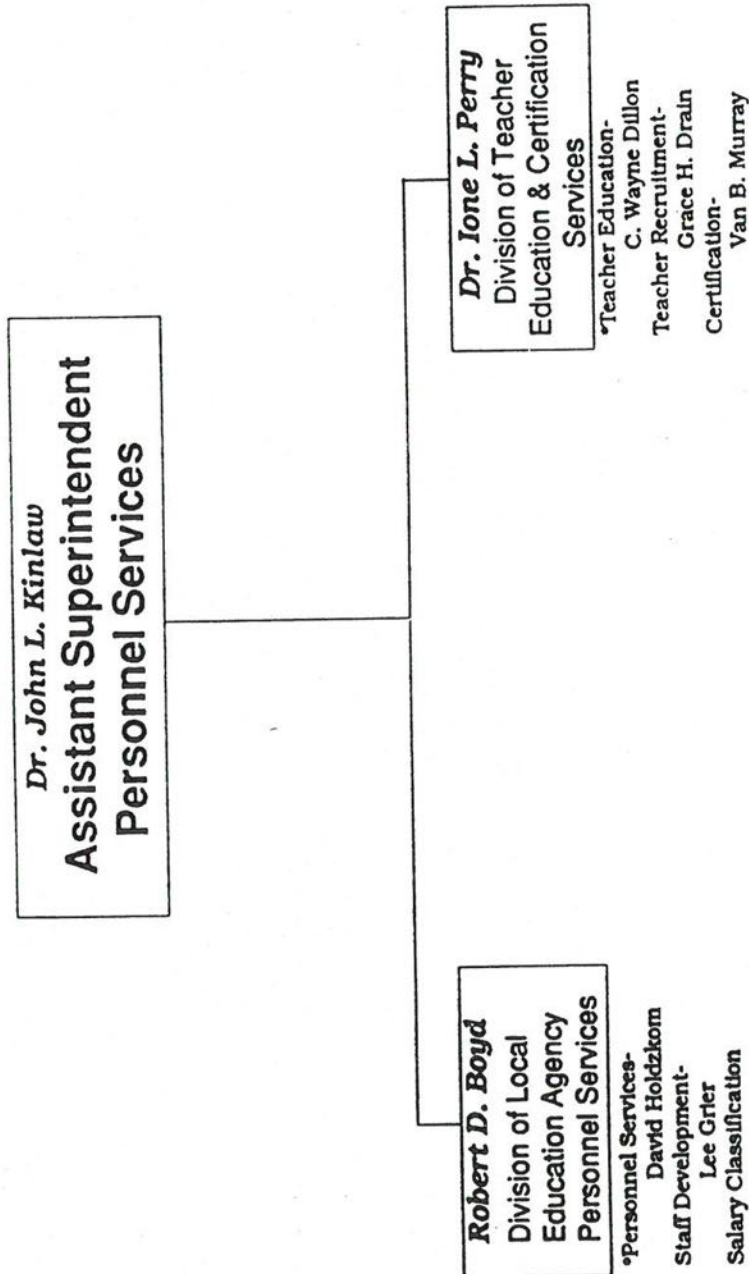 Dr. John L. Kinlaw
Assistant Superintendent
Personnel Services
Robert D. Boyd
Division of Local
Education Agency
Personnel Services
*Personnel Services-
David Holdzkom
Staff Development-
Lee Grier
Salary Classification
Dr. Ione L. Perry
Division of Teacher
Education & Certification
Services
*Teacher Education-
C. Wayne Dillon
Teacher Recruitment-
Grace H. Drain
Certification-
Van B. Murray